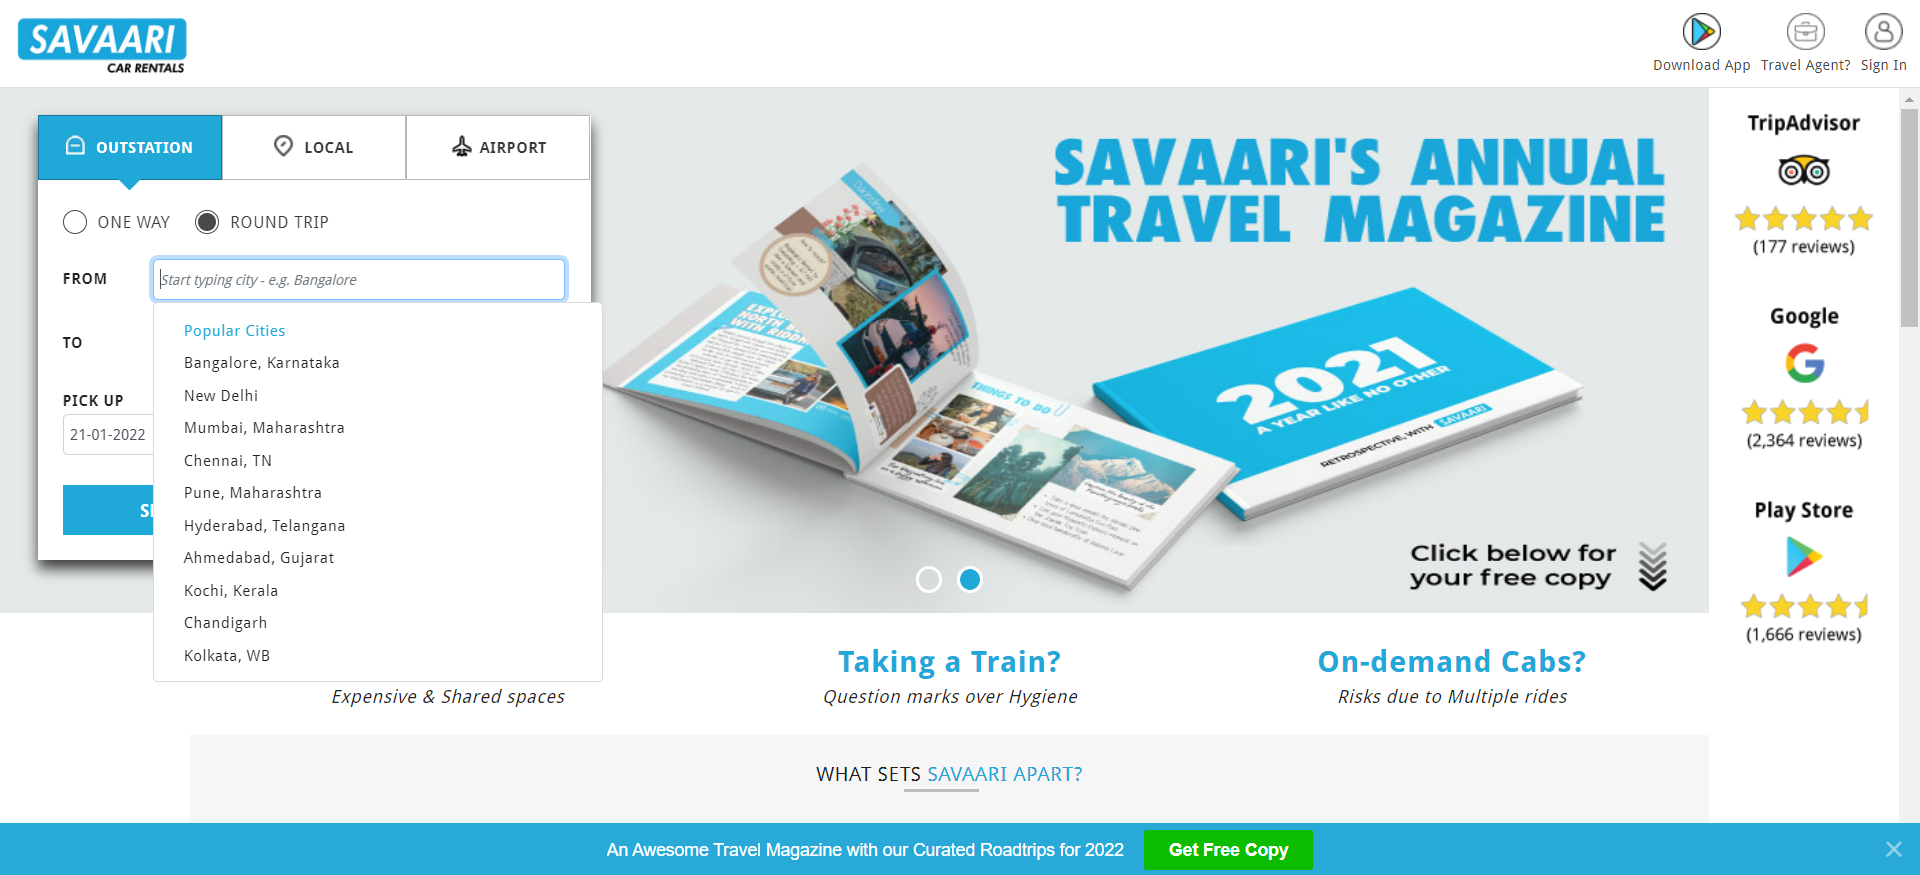 SAVAARI
CAR RENTALS
Download App
Travel Agent?
Sign In
OUTSTATION
LOCAL
AIRPORT
ONE WAY
ROUND TRIP
FROM
Start typing city - e.g. Bangalore
TO
PICK UP
21-01-2022
Popular Cities
Bangalore, Karnataka
New Delhi
Mumbai, Maharashtra
Chennai, TN
Pune, Maharashtra
Hyderabad, Telangana
Ahmedabad, Gujarat
Kochi, Kerala
Chandigarh
Kolkata, WB
SAVAARI'S ANNUAL
TRAVEL MAGAZINE
THINGS TO DO
2021
A YEAR LIKE NO OTHER
RETROSPECTIVE, WITH SAVAARI
Click below for
your free copy
TripAdvisor
(177 reviews)
Google
(2,364 reviews)
Play Store
(1,666 reviews)
Expensive & Shared spaces
Taking a Train?
Question marks over Hygiene
On-demand Cabs?
Risks due to Multiple rides
WHAT SETS SAVAARI APART?
An Awesome Travel Magazine with our Curated Roadtrips for 2022
Get Free Copy